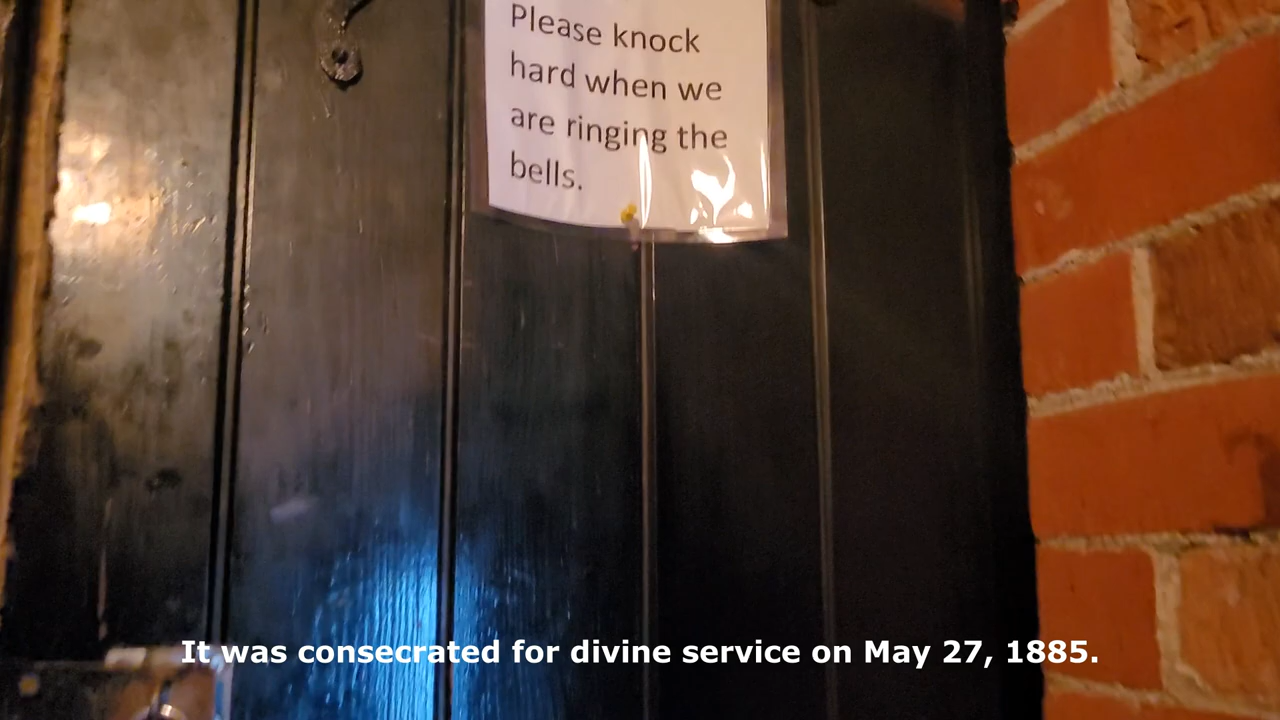 Please knock
hard when we
are ringing the
bells.
It was consecrated for divine service on May 27, 1885.